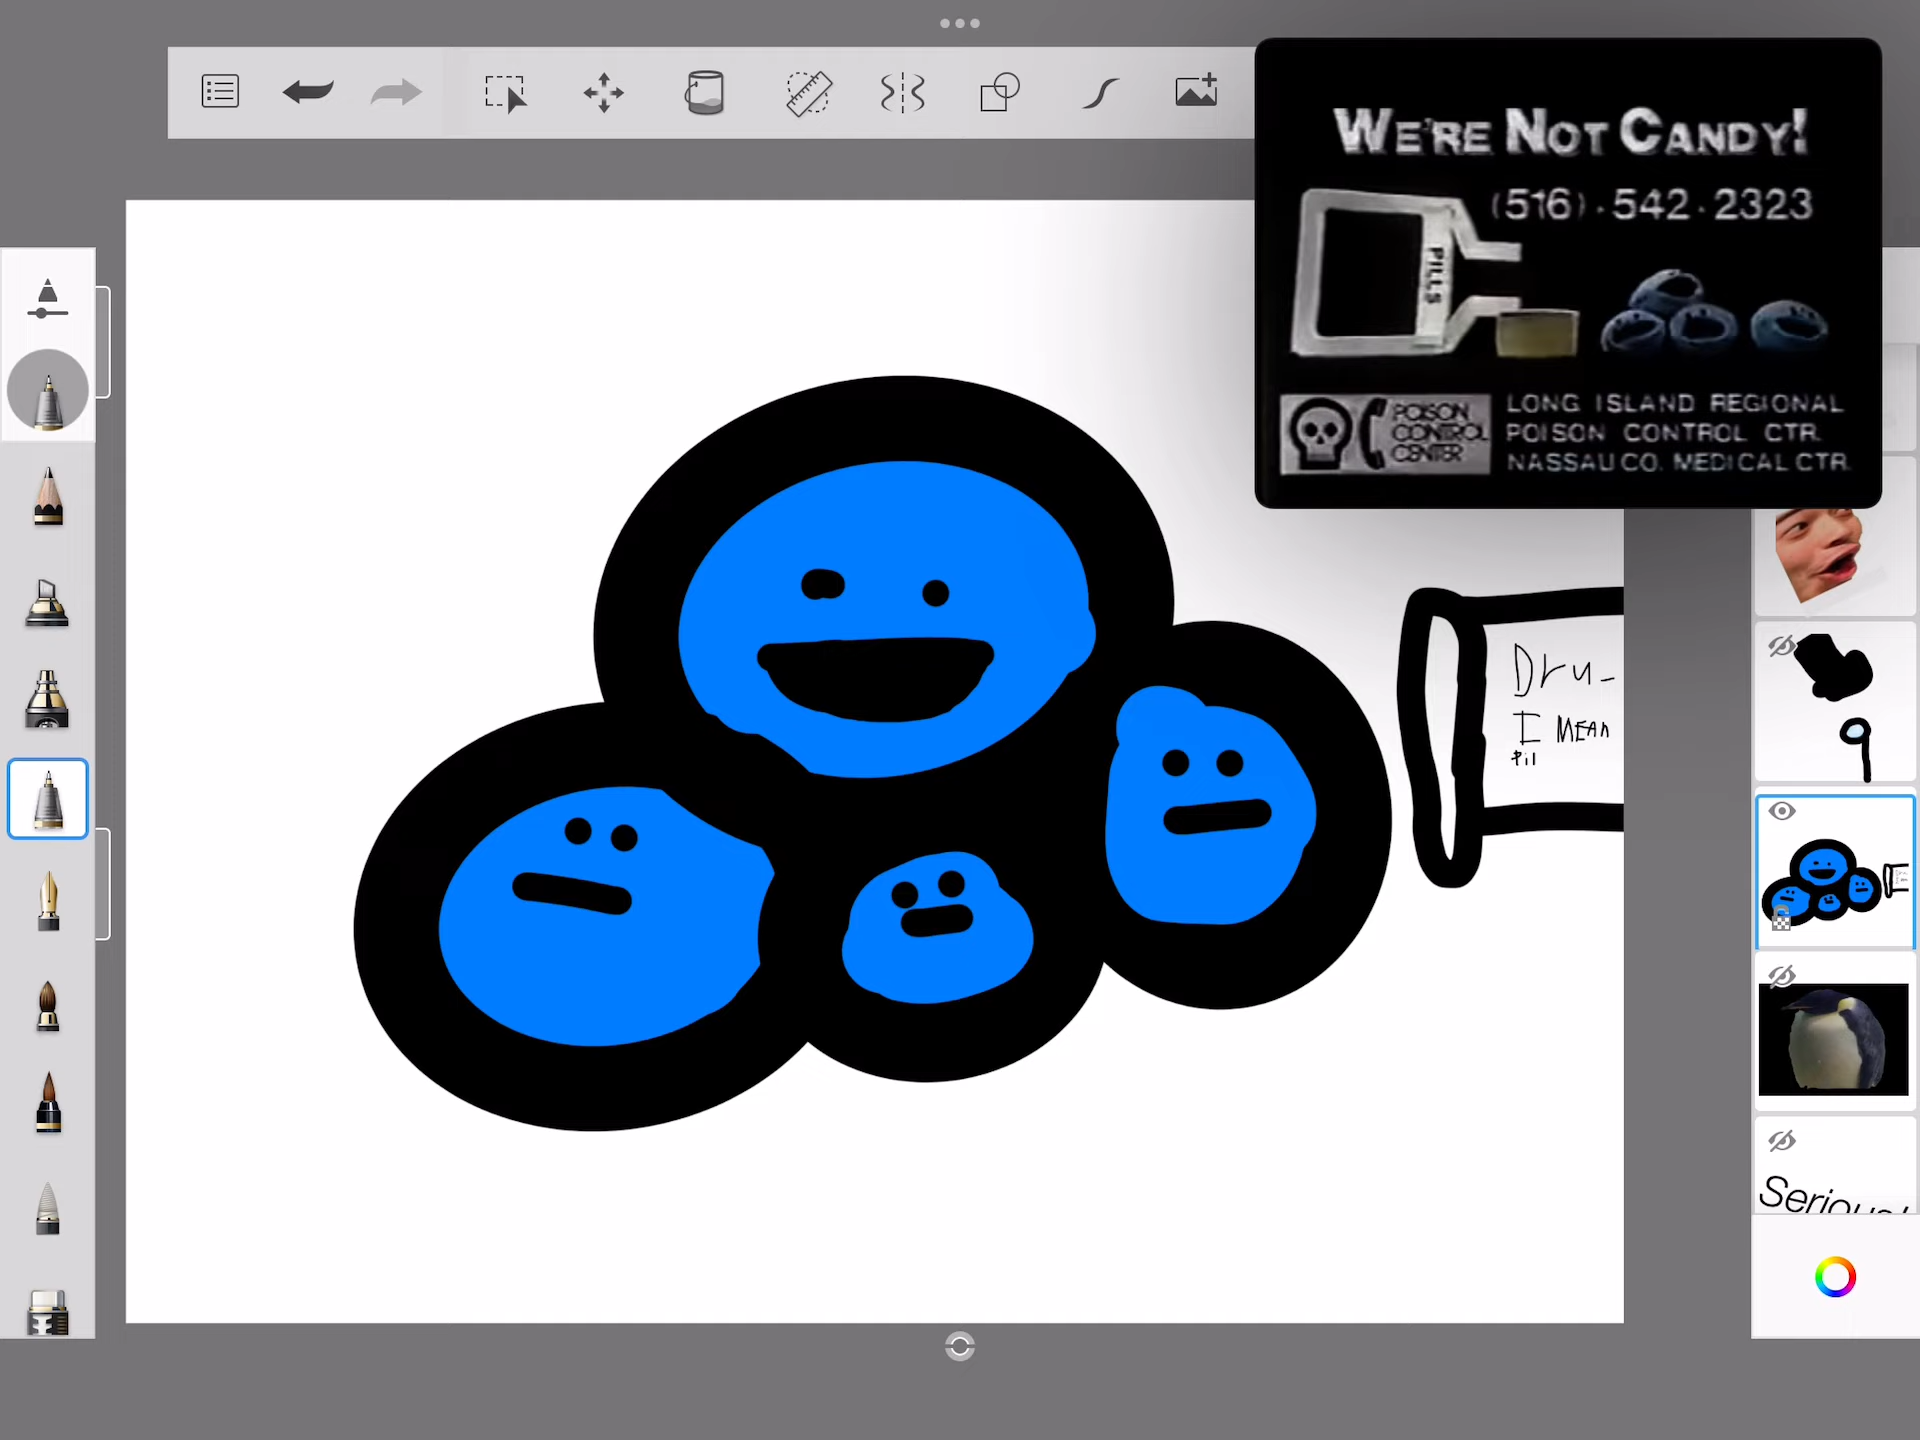 WE'RE NOT CANDY!
(516)·542·2323
PILLS
POISON
CONTROL
CENTER
LONG ISLAND REGIONAL
POISON CONTROL CTR.
NASSAU CO. MEDICAL CTR.
Dru-
I MEAn
Pil